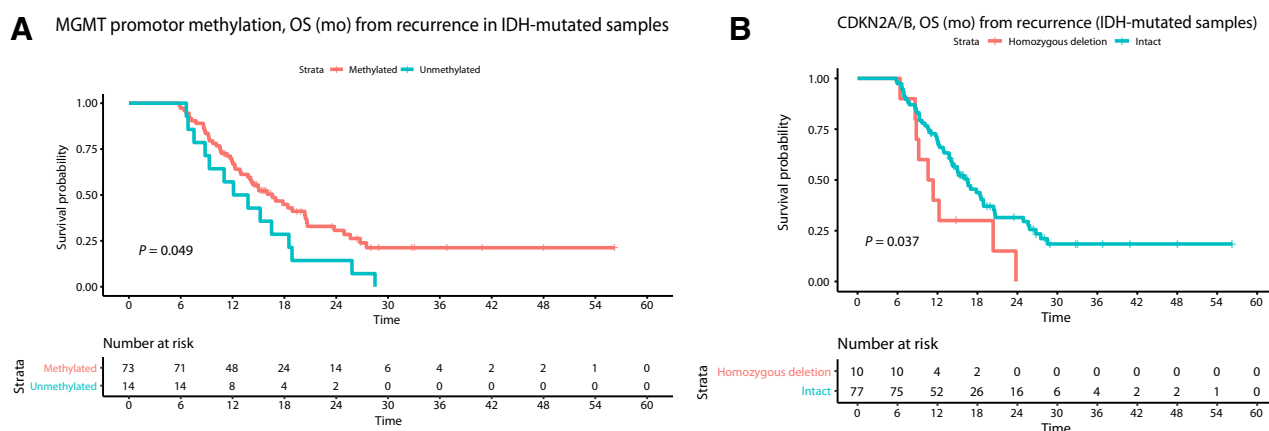 A
MGMT promotor methylation, OS (mo) from recurrence in IDH-mutated samples
Strata Methylated Unmethylated
Survival probability
1.00
0.75
0.50
0.25
0.00
P = 0.049
0 6 12 18 24 30 36 42 48 54 60
Time
Number at risk
Strata
Methylated 73 71 48 24 14 6 4 2 2 1 0
Unmethylated 14 14 8 4 2 0 0 0 0 0 0
0 6 12 18 24 30 36 42 48 54 60
Time
B
CDKN2A/B, OS (mo) from recurrence (IDH-mutated samples)
Strata Homozygous deletion Intact
Survival probability
1.00
0.75
0.50
0.25
0.00
P = 0.037
0 6 12 18 24 30 36 42 48 54 60
Time
Number at risk
Strata
Homozygous deletion 10 10 4 2 0 0 0 0 0 0 0
Intact 77 75 52 26 16 6 4 2 2 1 0
0 6 12 18 24 30 36 42 48 54 60
Time